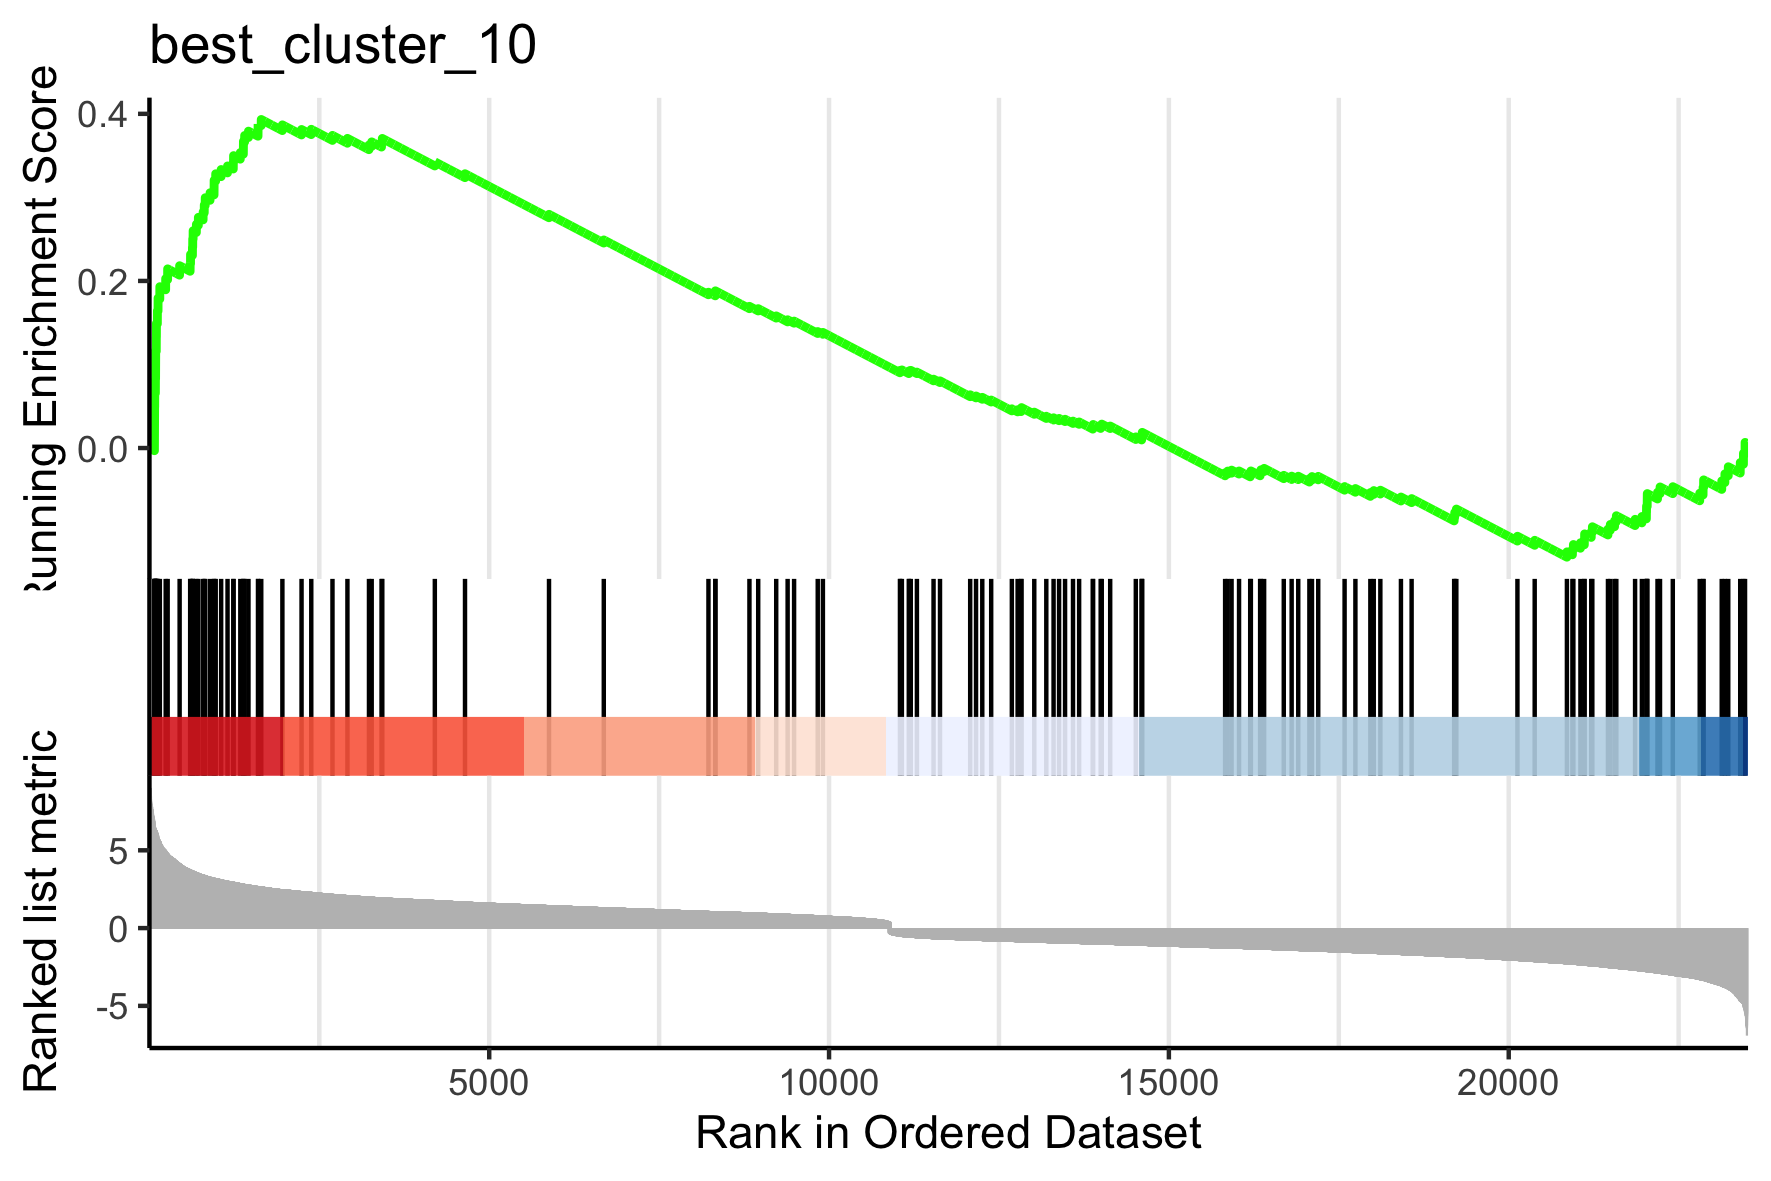 best_cluster_10
Running Enrichment Score
0.4
0.2
0.0
Ranked list metric
5
0
-5
5000
10000
15000
20000
Rank in Ordered Dataset